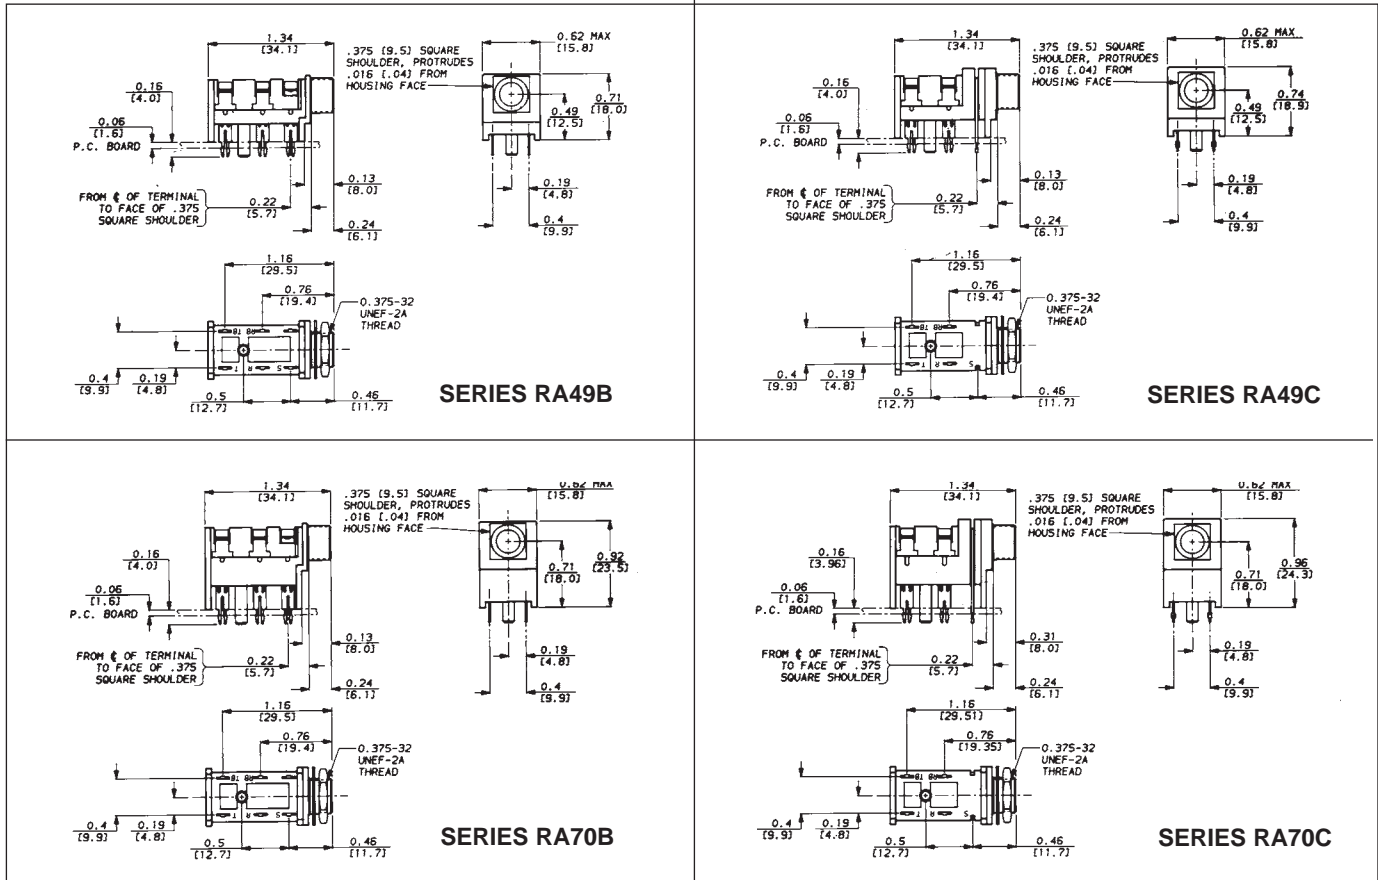 1.34
[34.1]
.375 [9.5] SQUARE
SHOULDER, PROTRUDES
.016 [.04] FROM
HOUSING FACE
0.62 MAX
[15.8]
0.16
[4.0]
0.06
[1.6]
P.C. BOARD
0.71
[18.0]
0.49
[12.5]
0.13
[8.0]
FROM ℄ OF TERMINAL
TO FACE OF .375
SQUARE SHOULDER
0.22
[5.7]
0.24
[6.1]
0.19
[4.8]
0.4
[9.9]
1.16
[29.5]
0.76
[19.4]
0.375-32
UNEF-2A
THREAD
TB RB
T R S
0.4
[9.9]
0.19
[4.8]
0.5
[12.7]
0.46
[11.7]
SERIES RA49B
1.34
[34.1]
.375 [9.5] SQUARE
SHOULDER, PROTRUDES
.016 [.04] FROM
HOUSING FACE
0.62 MAX
[15.8]
0.16
[4.0]
0.06
[1.6]
P.C. BOARD
0.74
[18.9]
0.49
[12.5]
0.13
[8.0]
FROM ℄ OF TERMINAL
TO FACE OF .375
SQUARE SHOULDER
0.22
[5.7]
0.24
[6.1]
0.19
[4.8]
0.4
[9.9]
1.16
[29.5]
0.76
[19.4]
0.375-32
UNEF-2A
THREAD
TB RB
T R S
0.4
[9.9]
0.19
[4.8]
0.5
[12.7]
0.46
[11.7]
SERIES RA49C
1.34
[34.1]
.375 [9.5] SQUARE
SHOULDER, PROTRUDES
.016 [.04] FROM
HOUSING FACE
0.62 MAX
[15.8]
0.16
[4.0]
0.06
[1.6]
P.C. BOARD
0.92
[23.5]
0.71
[18.0]
0.13
[8.0]
FROM ℄ OF TERMINAL
TO FACE OF .375
SQUARE SHOULDER
0.22
[5.7]
0.24
[6.1]
0.19
[4.8]
0.4
[9.9]
1.16
[29.5]
0.76
[19.4]
0.375-32
UNEF-2A
THREAD
TB RB
T R S
0.4
[9.9]
0.19
[4.8]
0.5
[12.7]
0.46
[11.7]
SERIES RA70B
1.34
[34.1]
.375 [9.5] SQUARE
SHOULDER, PROTRUDES
.016 [.04] FROM
HOUSING FACE
0.62 MAX
[15.8]
0.16
[3.96]
0.06
[1.6]
P.C. BOARD
0.96
[24.3]
0.71
[18.0]
0.31
[8.0]
FROM ℄ OF TERMINAL
TO FACE OF .375
SQUARE SHOULDER
0.22
[5.7]
0.24
[6.1]
0.19
[4.8]
0.4
[9.9]
1.16
[29.51]
0.76
[19.35]
0.375-32
UNEF-2A
THREAD
TB RB
T R S
0.4
[9.9]
0.19
[4.8]
0.5
[12.7]
0.46
[11.7]
SERIES RA70C